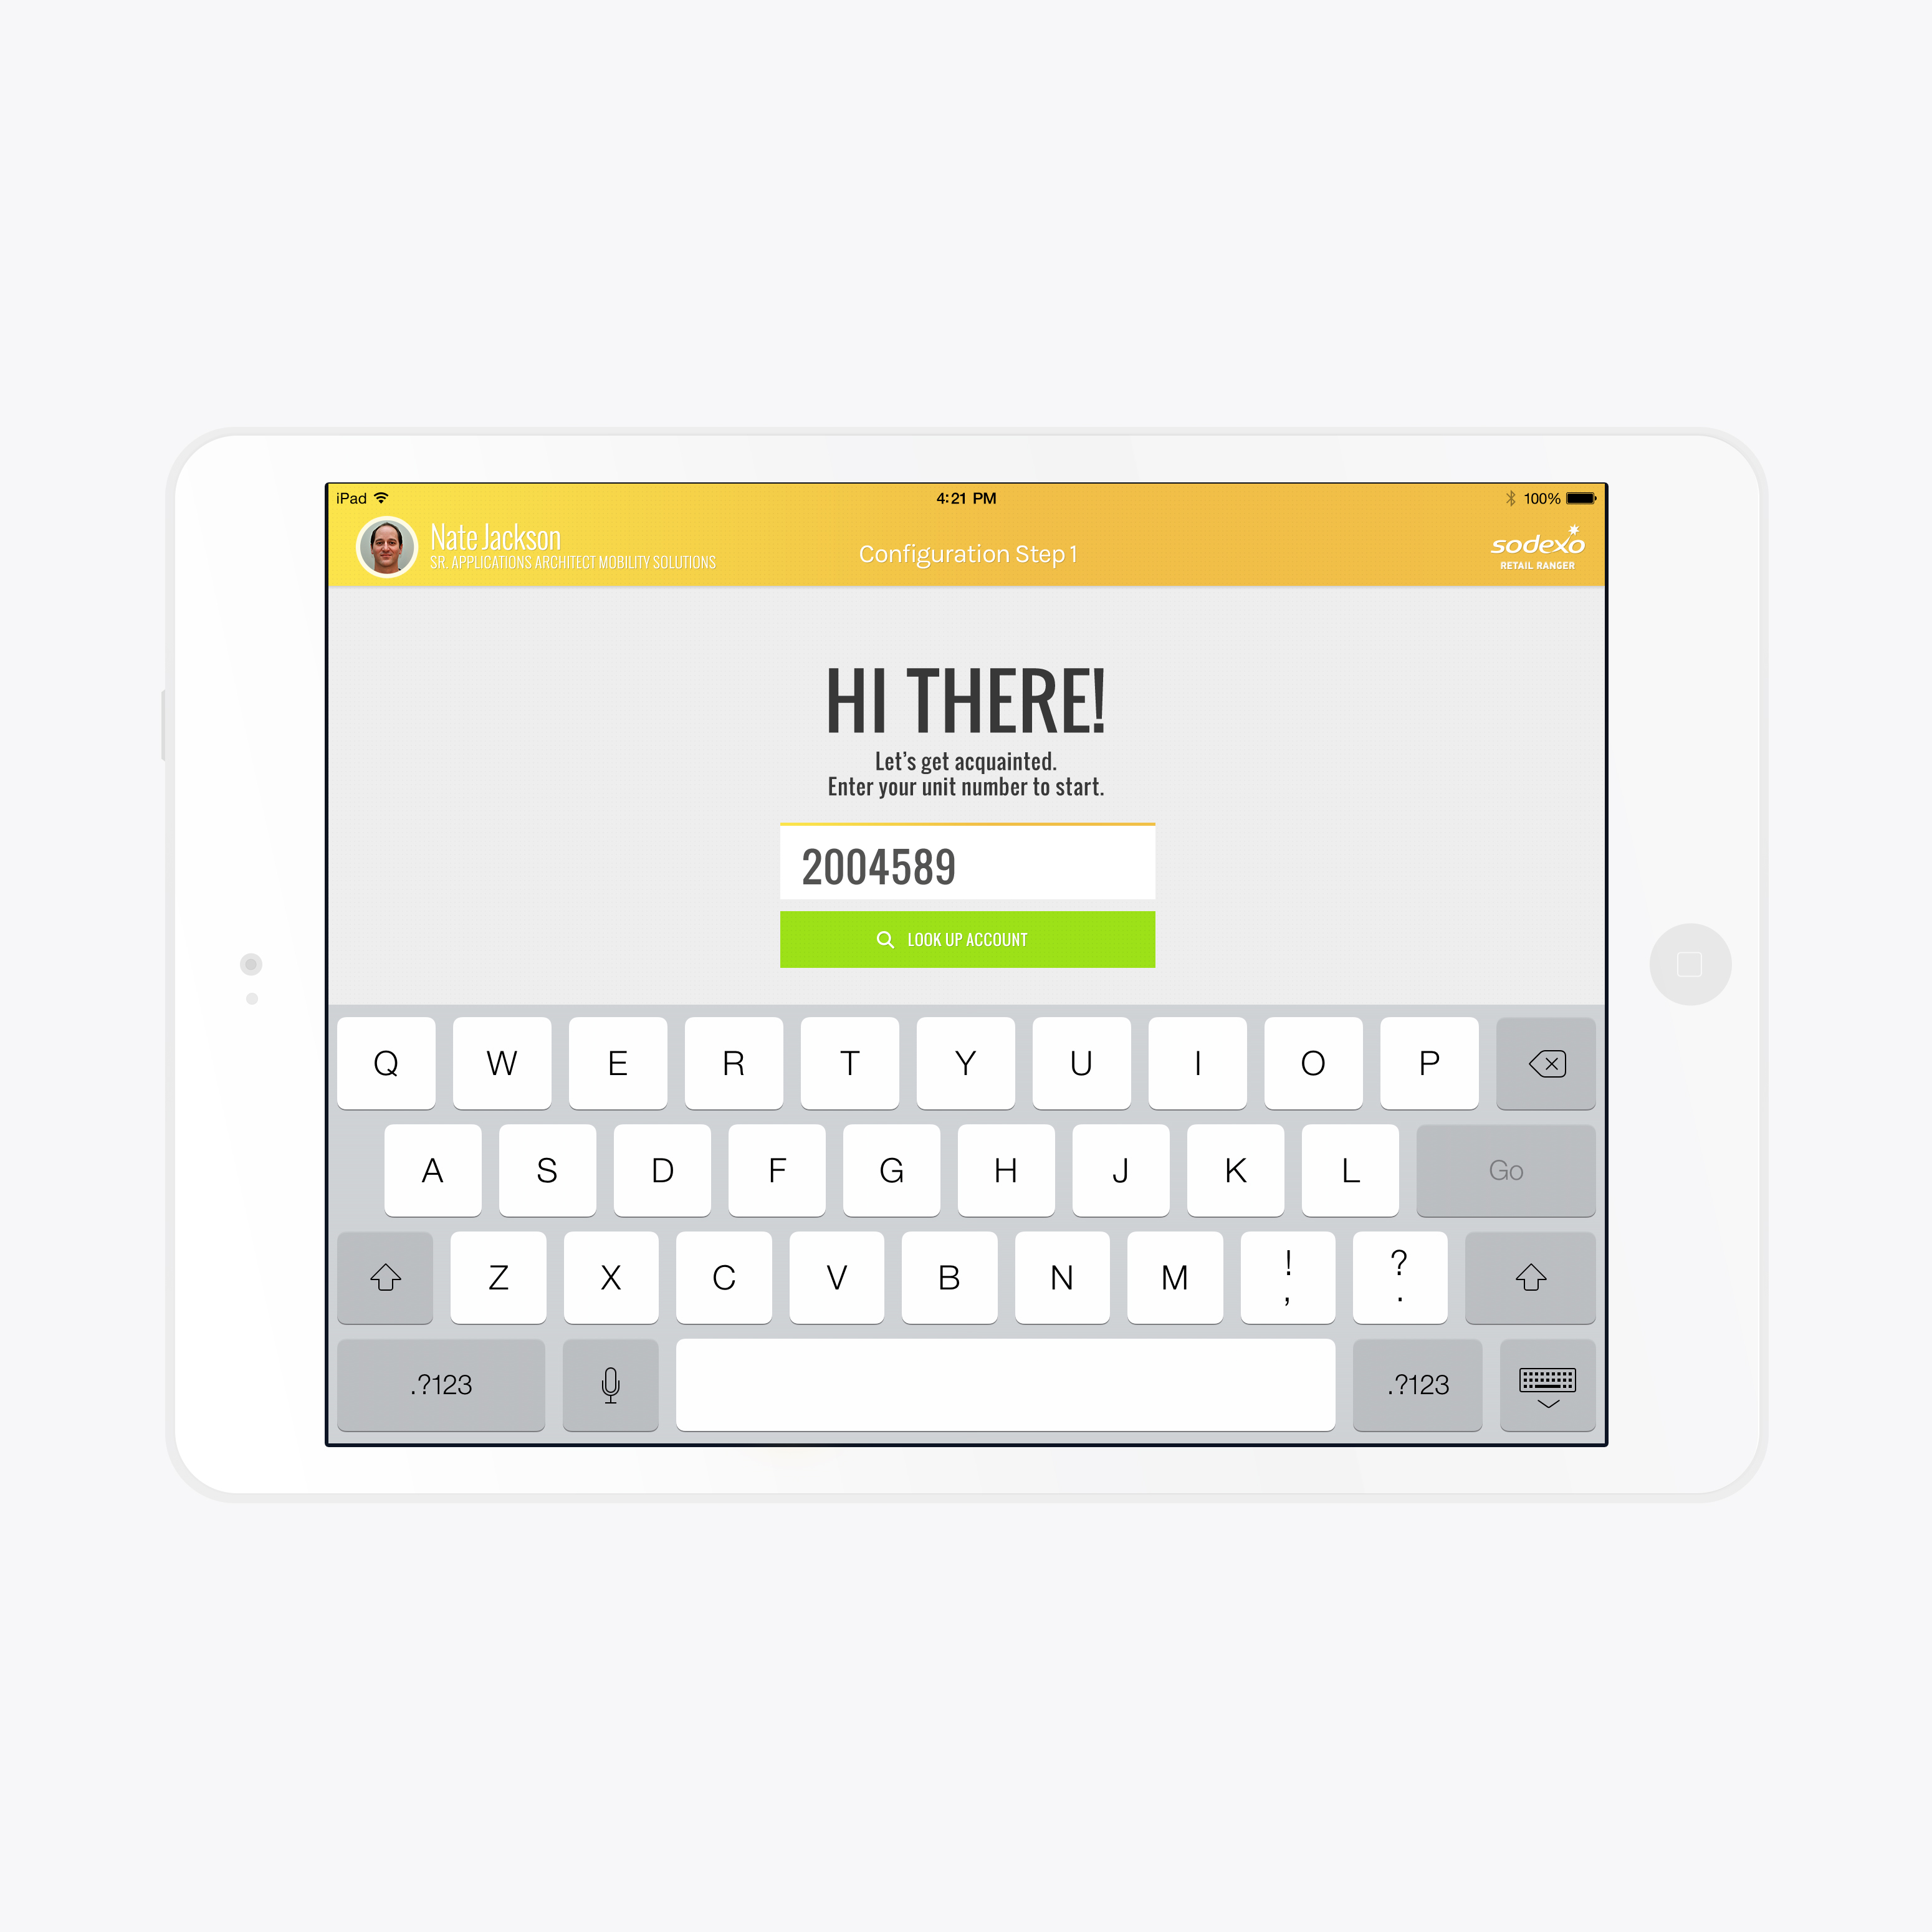 iPad
4:21 PM
100%
Nate Jackson
SR. APPLICATIONS ARCHITECT MOBILITY SOLUTIONS
Configuration Step 1
sodexo
RETAIL RANGER
HI THERE!
Let's get acquainted.
Enter your unit number to start.
2004589
LOOK UP ACCOUNT
Q W E R T Y U I O P
A S D F G H J K L Go
Z X C V B N M ! , ? .
.?123 .?123